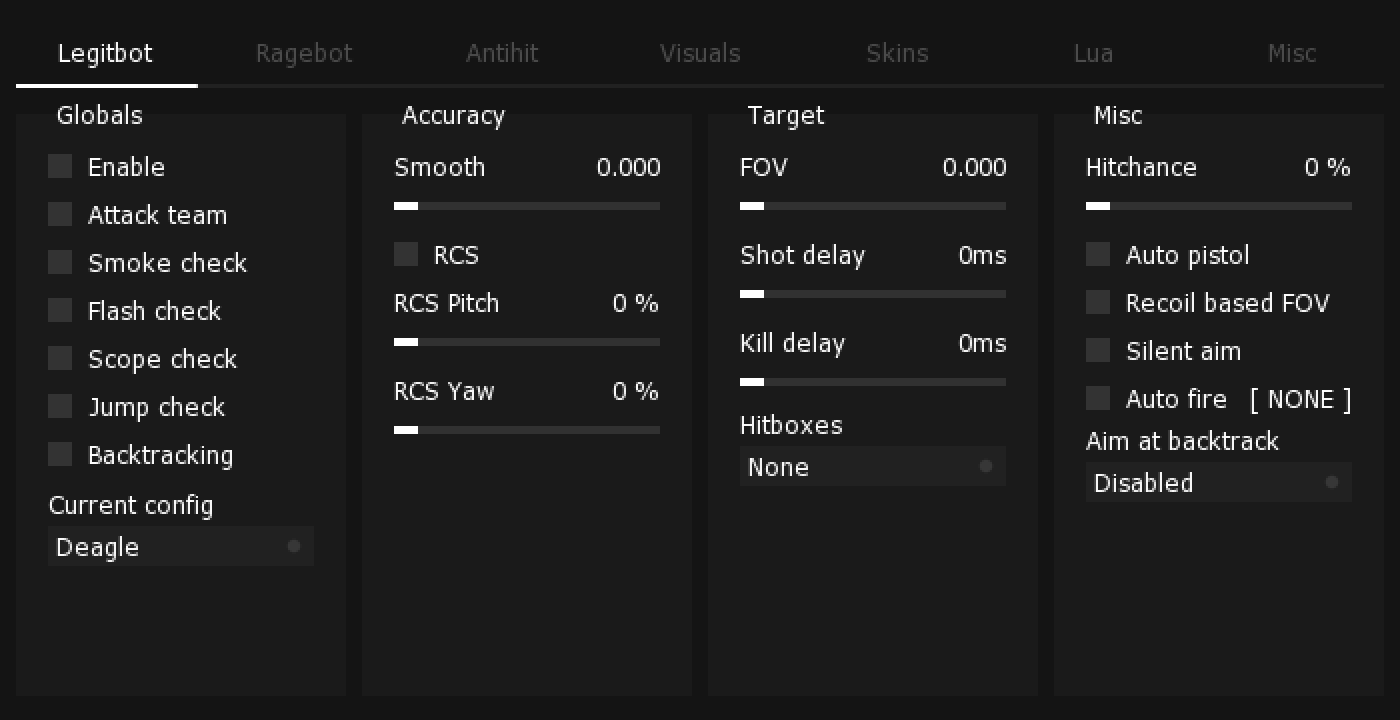 Legitbot Ragebot Antihit Visuals Skins Lua Misc
Globals
Enable
Attack team
Smoke check
Flash check
Scope check
Jump check
Backtracking
Current config
Deagle
Accuracy
Smooth 0.000
RCS
RCS Pitch 0 %
RCS Yaw 0 %
Target
FOV 0.000
Shot delay 0ms
Kill delay 0ms
Hitboxes
None
Misc
Hitchance 0 %
Auto pistol
Recoil based FOV
Silent aim
Auto fire [ NONE ]
Aim at backtrack
Disabled